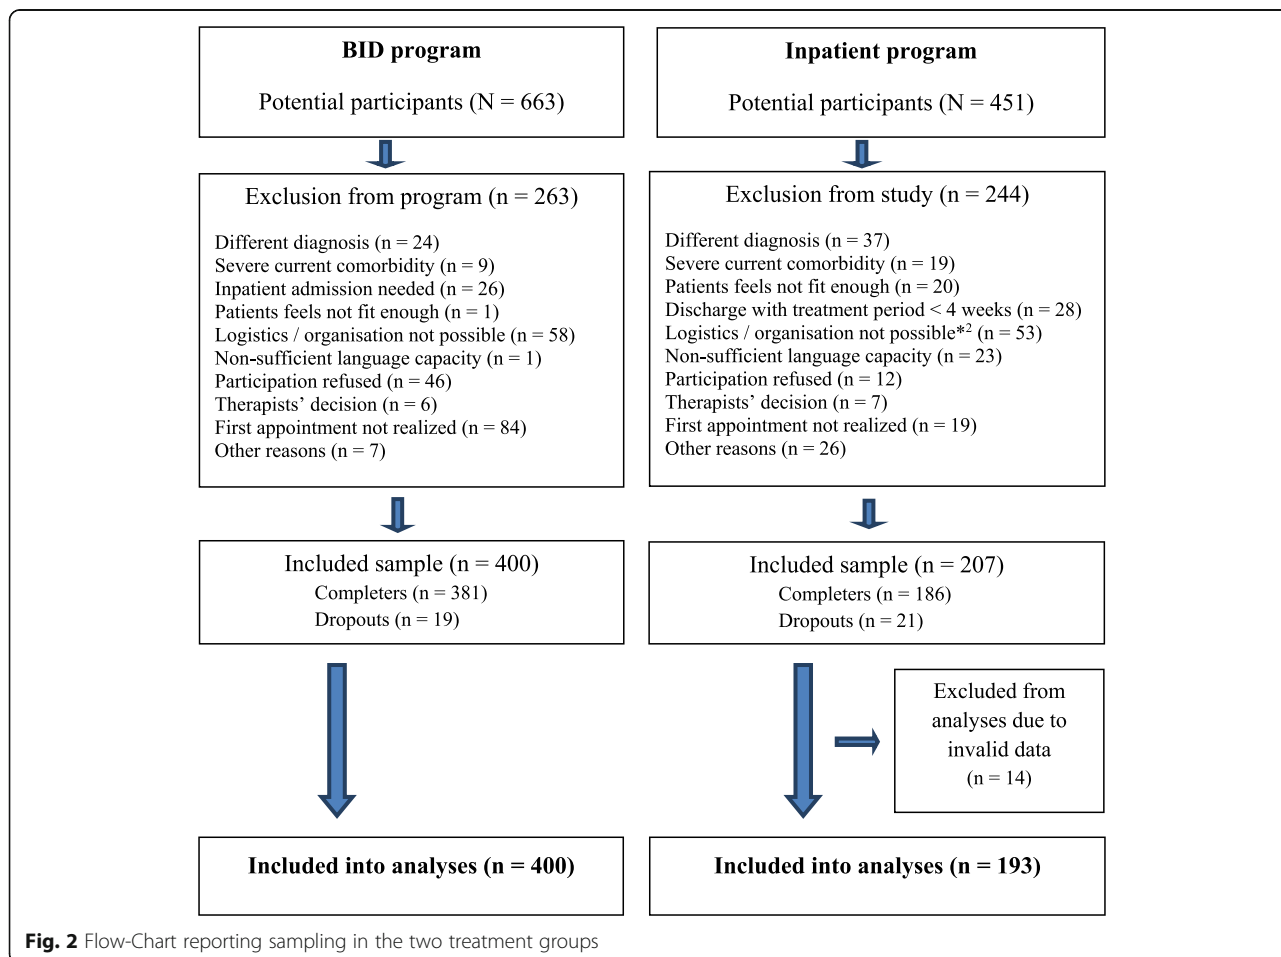 BID program
Potential participants (N = 663)
Exclusion from program (n = 263)
Different diagnosis (n = 24)
Severe current comorbidity (n = 9)
Inpatient admission needed (n = 26)
Patients feels not fit enough (n = 1)
Logistics / organisation not possible (n = 58)
Non-sufficient language capacity (n = 1)
Participation refused (n = 46)
Therapists’ decision (n = 6)
First appointment not realized (n = 84)
Other reasons (n = 7)
Included sample (n = 400)
Completers (n = 381)
Dropouts (n = 19)
Included into analyses (n = 400)
Inpatient program
Potential participants (N = 451)
Exclusion from study (n = 244)
Different diagnosis (n = 37)
Severe current comorbidity (n = 19)
Patients feels not fit enough (n = 20)
Discharge with treatment period < 4 weeks (n = 28)
Logistics / organisation not possible*² (n = 53)
Non-sufficient language capacity (n = 23)
Participation refused (n = 12)
Therapists’ decision (n = 7)
First appointment not realized (n = 19)
Other reasons (n = 26)
Included sample (n = 207)
Completers (n = 186)
Dropouts (n = 21)
Excluded from
analyses due to
invalid data
(n = 14)
Included into analyses (n = 193)
Fig. 2 Flow-Chart reporting sampling in the two treatment groups